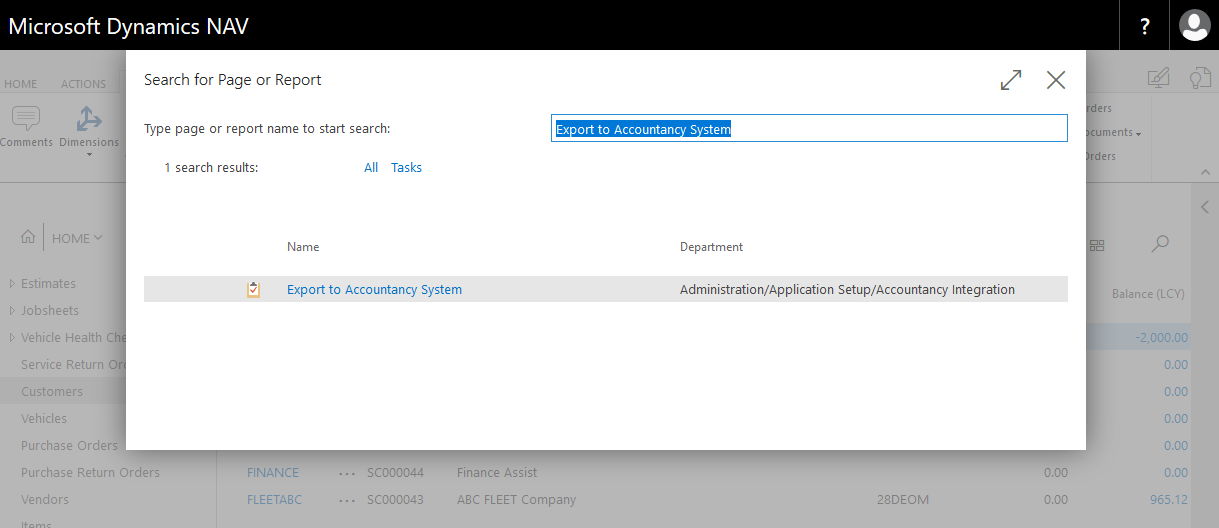 Microsoft Dynamics NAV
?
Search for Page or Report
HOME ACTIONS
Type page or report name to start search: Export to Accountancy System
Comments Dimensions
1 search results: All Tasks
HOME
Name Department
Export to Accountancy System Administration/Application Setup/Accountancy Integration
Estimates
Balance (LCY)
Jobsheets
Vehicle Health Che
-2,000.00
Service Return Or
0.00
Customers
0.00
Vehicles
0.00
Purchase Orders
0.00
Purchase Return Orders FINANCE SC000044 Finance Assist 0.00 0.00
Vendors FLEETABC SC000043 ABC FLEET Company 28DEOM 0.00 965.12
Items